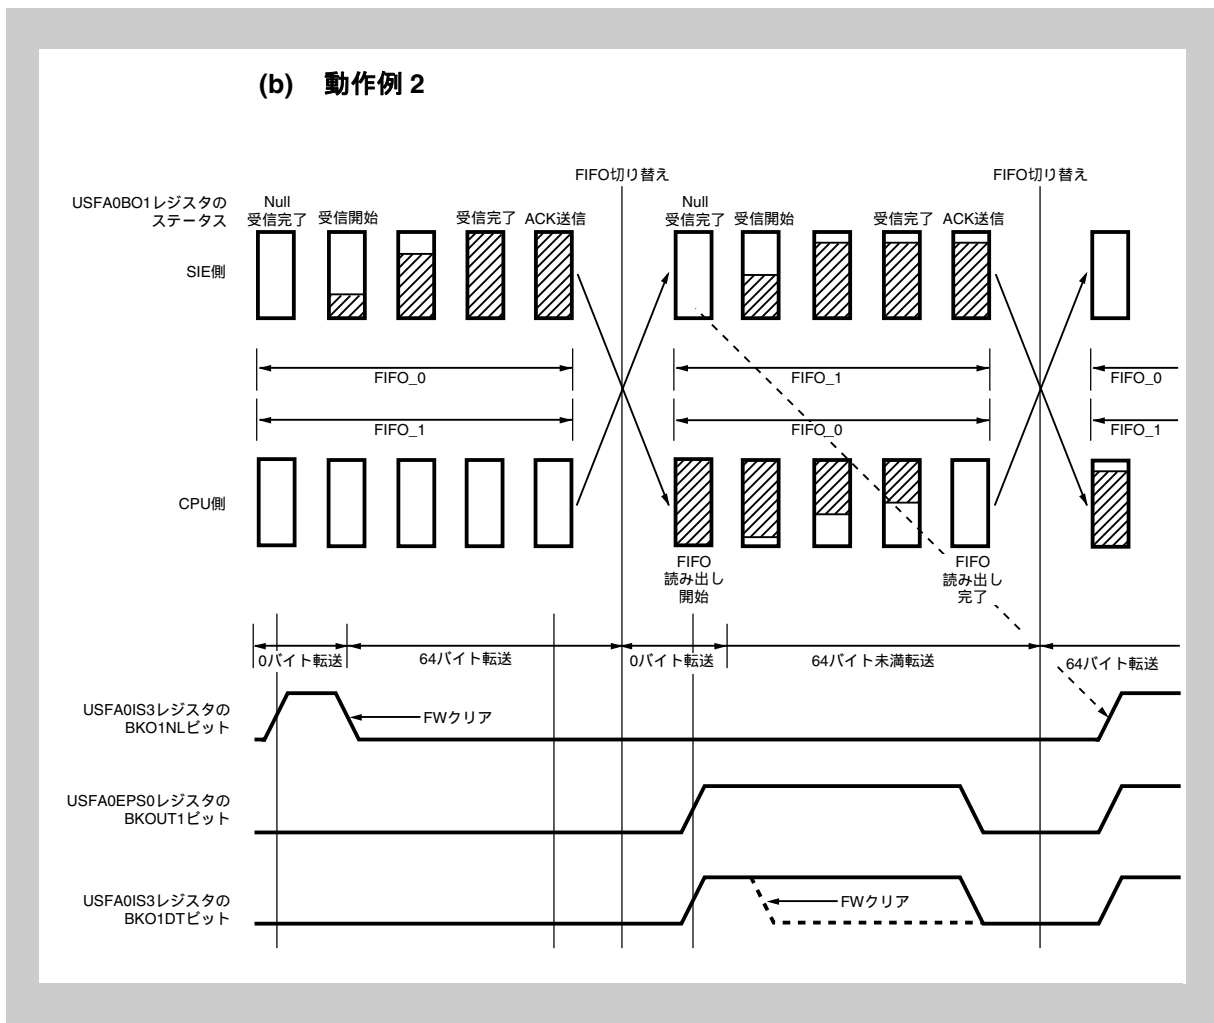 (b) 動作例 2
FIFO切り替え
FIFO切り替え
USFA0BO1レジスタの
ステータス
Null
受信完了
受信開始
受信完了
ACK送信
Null
受信完了
受信開始
受信完了
ACK送信
SIE側
FIFO_0
FIFO_1
FIFO_0
FIFO_1
FIFO_0
FIFO_1
CPU側
FIFO
読み出し
開始
FIFO
読み出し
完了
0バイト転送
64バイト転送
0バイト転送
64バイト未満転送
64バイト転送
USFA0IS3レジスタの
BKO1NLビット
FWクリア
USFA0EPS0レジスタの
BKOUT1ビット
USFA0IS3レジスタの
BKO1DTビット
FWクリア